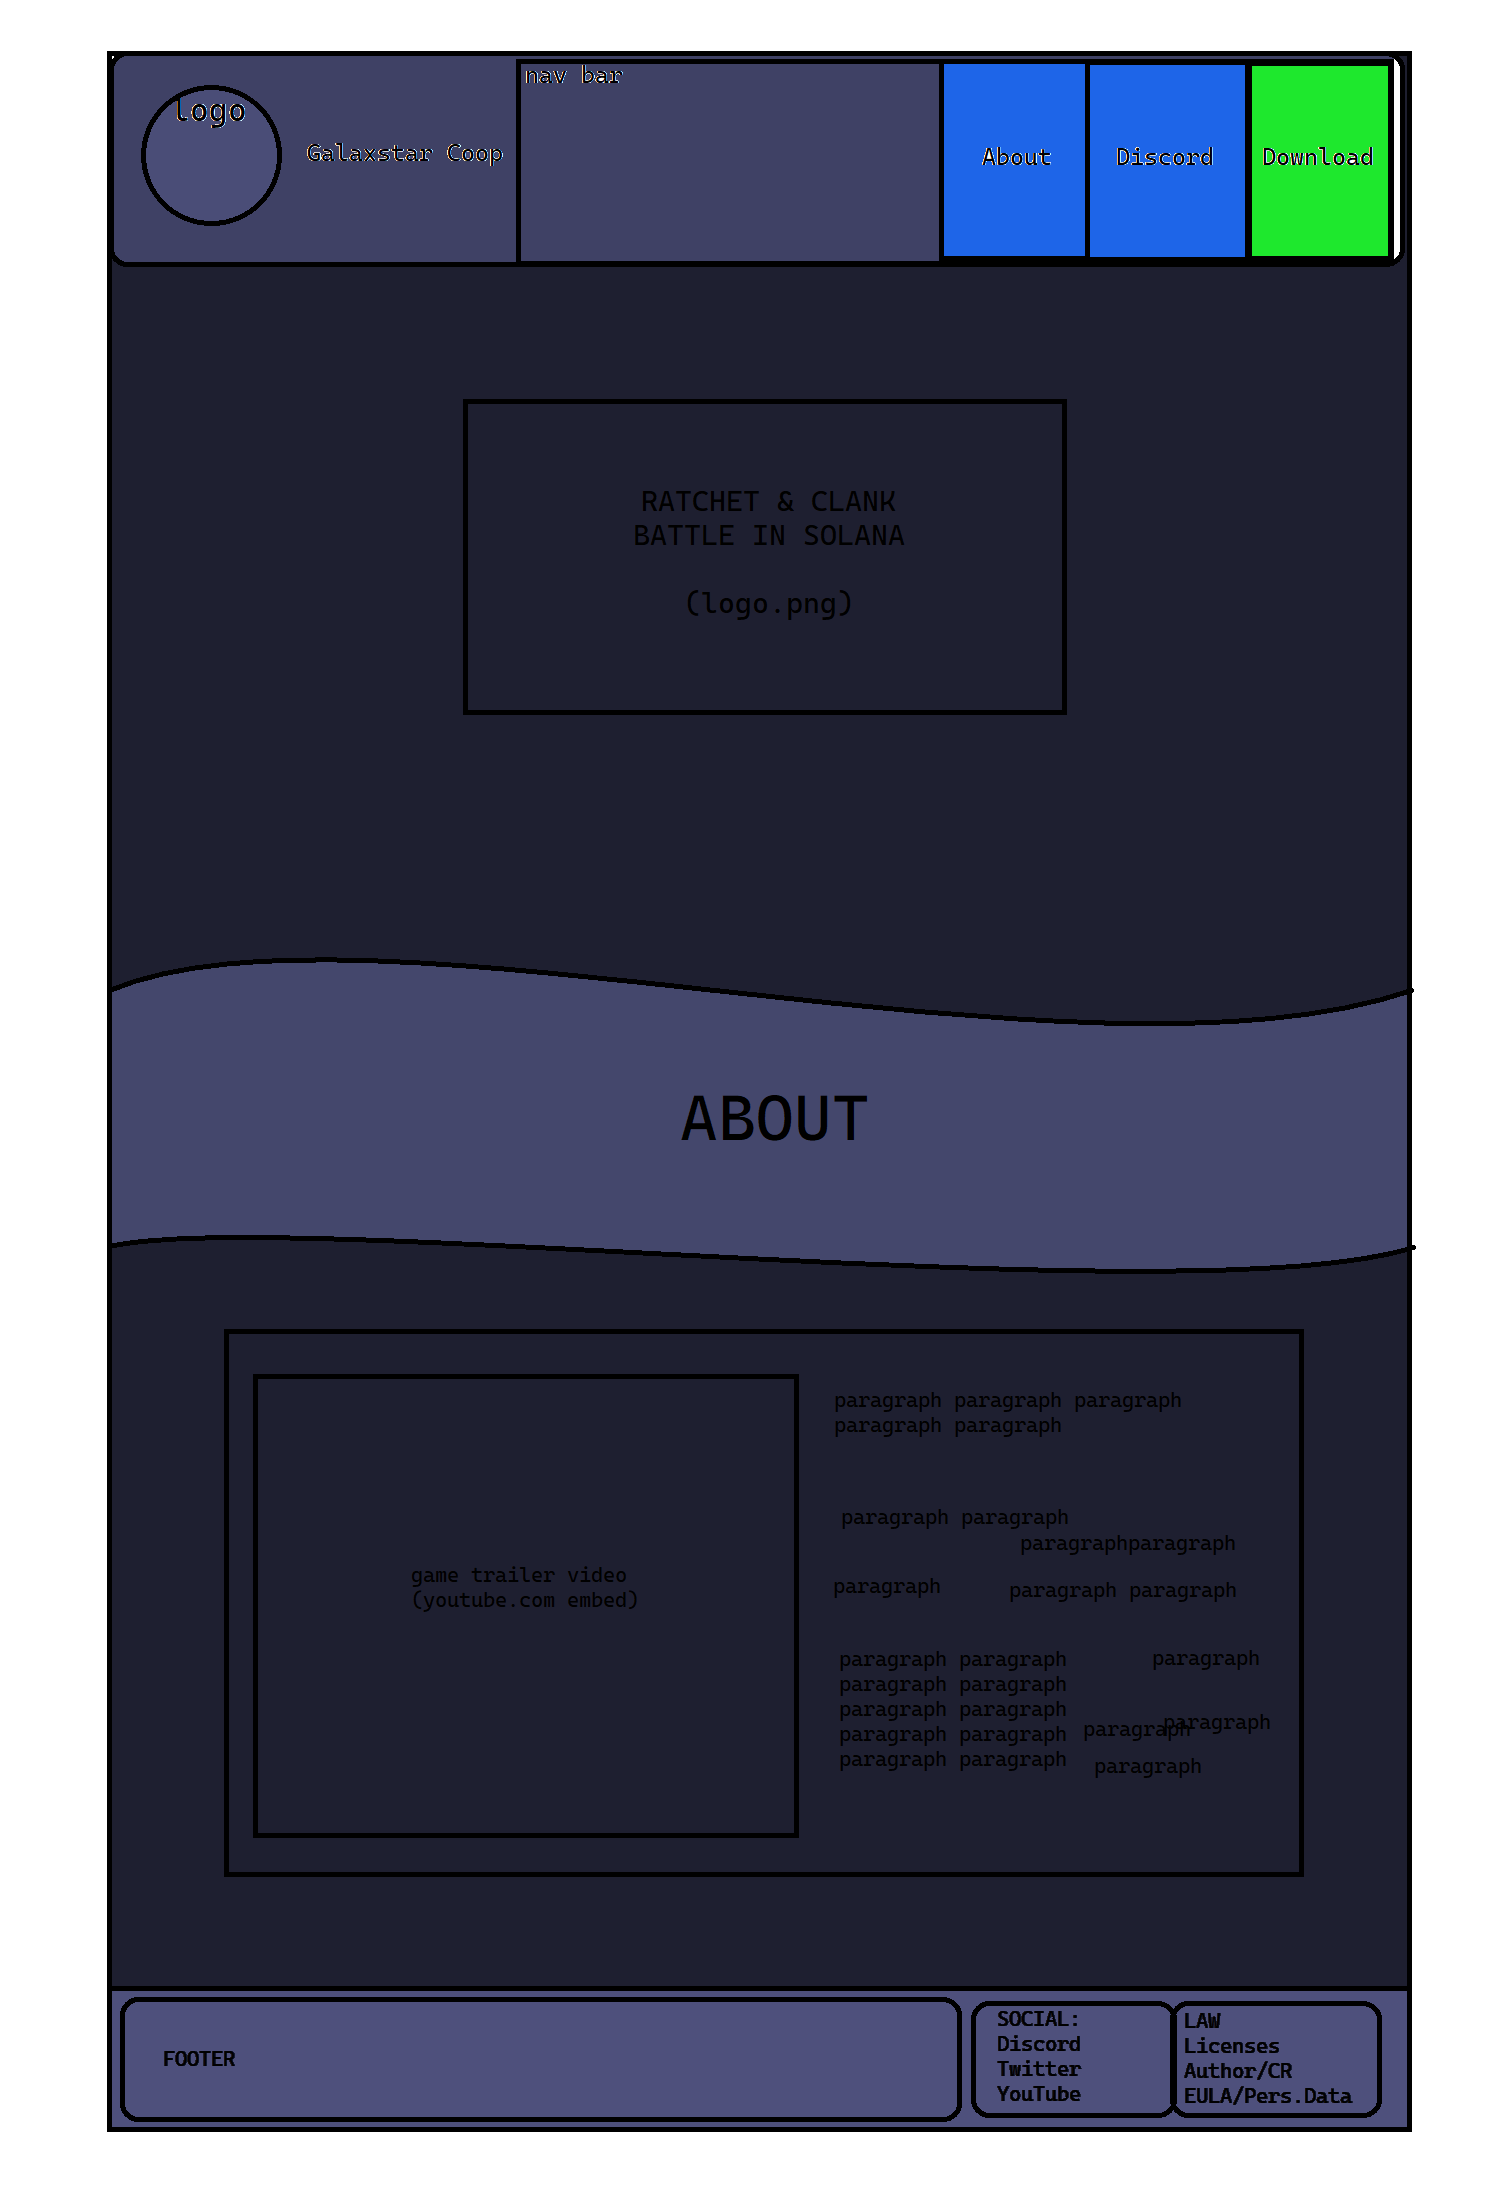 logo
Galaxstar Coop
nav bar
About
Discord
Download
RATCHET & CLANK
BATTLE IN SOLANA
(logo.png)
ABOUT
game trailer video
(youtube.com embed)
paragraph paragraph paragraph
paragraph paragraph
paragraph paragraph
paragraphparagraph
paragraph
paragraph paragraph
paragraph paragraph
paragraph paragraph
paragraph paragraph
paragraph paragraph
paragraph paragraph
paragraph
paragraph
paragraph
paragraph
FOOTER
SOCIAL:
Discord
Twitter
YouTube
LAW
Licenses
Author/CR
EULA/Pers.Data